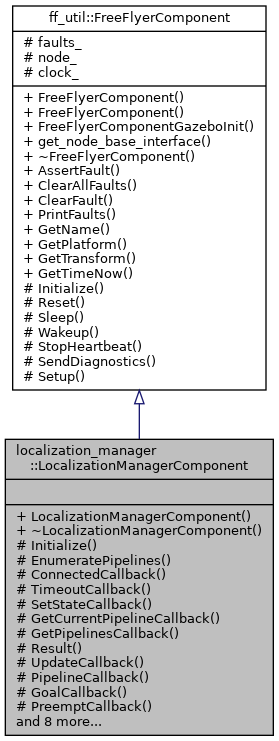 ff_util::FreeFlyerComponent
# faults_
# node_
# clock_
+ FreeFlyerComponent()
+ FreeFlyerComponent()
+ FreeFlyerComponentGazeboInit()
+ get_node_base_interface()
+ ~FreeFlyerComponent()
+ AssertFault()
+ ClearAllFaults()
+ ClearFault()
+ PrintFaults()
+ GetName()
+ GetPlatform()
+ GetTransform()
+ GetTimeNow()
# Initialize()
# Reset()
# Sleep()
# Wakeup()
# StopHeartbeat()
# SendDiagnostics()
# Setup()
localization_manager
::LocalizationManagerComponent
+ LocalizationManagerComponent()
+ ~LocalizationManagerComponent()
# Initialize()
# EnumeratePipelines()
# ConnectedCallback()
# TimeoutCallback()
# SetStateCallback()
# GetCurrentPipelineCallback()
# GetPipelinesCallback()
# Result()
# UpdateCallback()
# PipelineCallback()
# GoalCallback()
# PreemptCallback()
and 8 more...